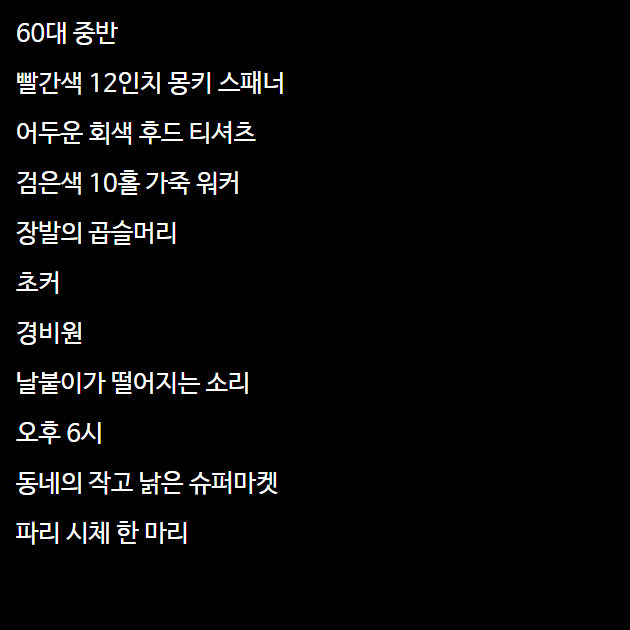 60대 중반
빨간색 12인치 몽키 스패너
어두운 회색 후드 티셔츠
검은색 10홀 가죽 워커
장발의 곱슬머리
초커
경비원
날붙이가 떨어지는 소리
오후 6시
동네의 작고 낡은 슈퍼마켓
파리 시체 한 마리